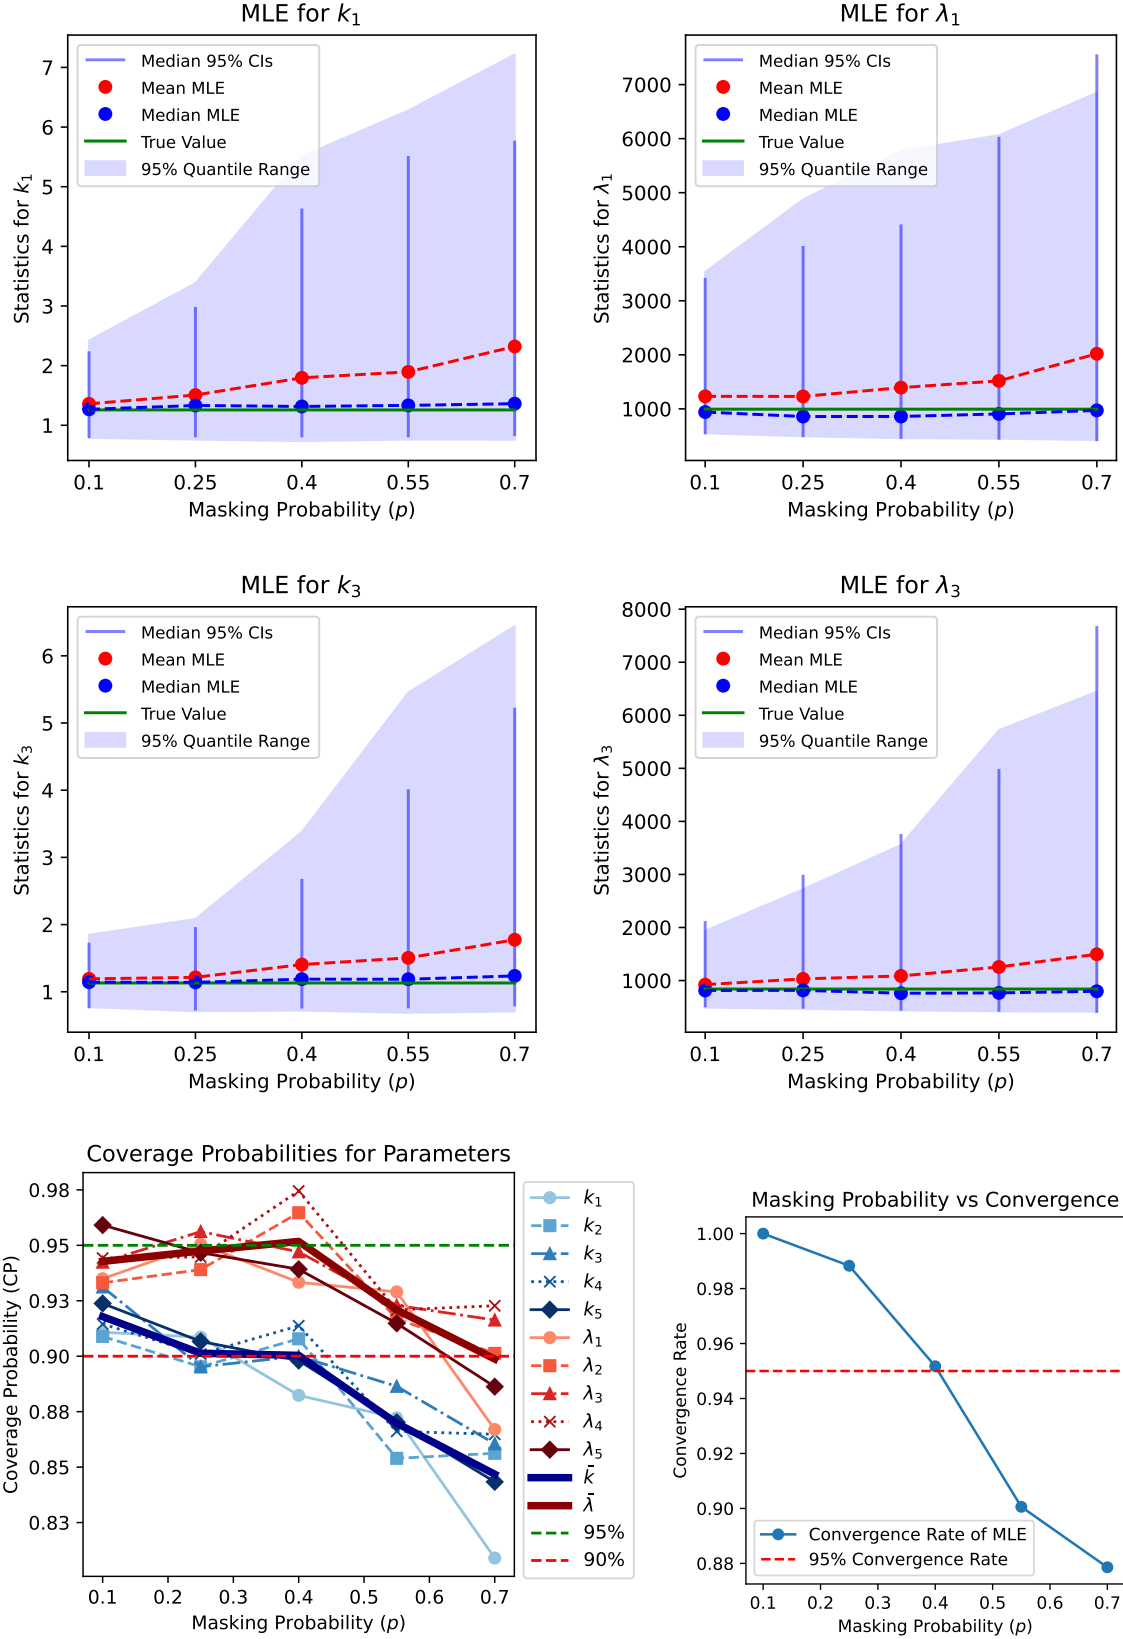 MLE for k₁
Statistics for k₁
7
6
5
4
3
2
1
Median 95% CIs
Mean MLE
Median MLE
True Value
95% Quantile Range
0.1 0.25 0.4 0.55 0.7
Masking Probability (p)
MLE for λ₁
Statistics for λ₁
7000
6000
5000
4000
3000
2000
1000
Median 95% CIs
Mean MLE
Median MLE
True Value
95% Quantile Range
0.1 0.25 0.4 0.55 0.7
Masking Probability (p)
MLE for k₃
Statistics for k₃
6
5
4
3
2
1
Median 95% CIs
Mean MLE
Median MLE
True Value
95% Quantile Range
0.1 0.25 0.4 0.55 0.7
Masking Probability (p)
MLE for λ₃
Statistics for λ₃
8000
7000
6000
5000
4000
3000
2000
1000
Median 95% CIs
Mean MLE
Median MLE
True Value
95% Quantile Range
0.1 0.25 0.4 0.55 0.7
Masking Probability (p)
Coverage Probabilities for Parameters
Coverage Probability (CP)
0.98
0.95
0.93
0.90
0.88
0.85
0.83
0.1 0.2 0.3 0.4 0.5 0.6 0.7
Masking Probability (p)
k₁
k₂
k₃
k₄
k₅
λ₁
λ₂
λ₃
λ₄
λ₅
k̄
λ̄
95%
90%
Masking Probability vs Convergence
Convergence Rate
1.00
0.98
0.96
0.94
0.92
0.90
0.88
Convergence Rate of MLE
95% Convergence Rate
0.1 0.2 0.3 0.4 0.5 0.6 0.7
Masking Probability (p)